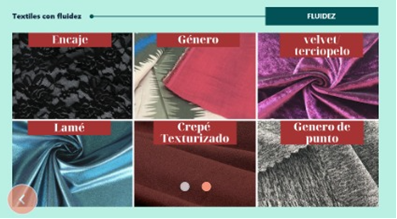 Textiles con fluidez
FLUIDEZ
Encaje
Género
velvet/
terciopelo
Lamé
Crepé
Texturizado
Genero de
punto